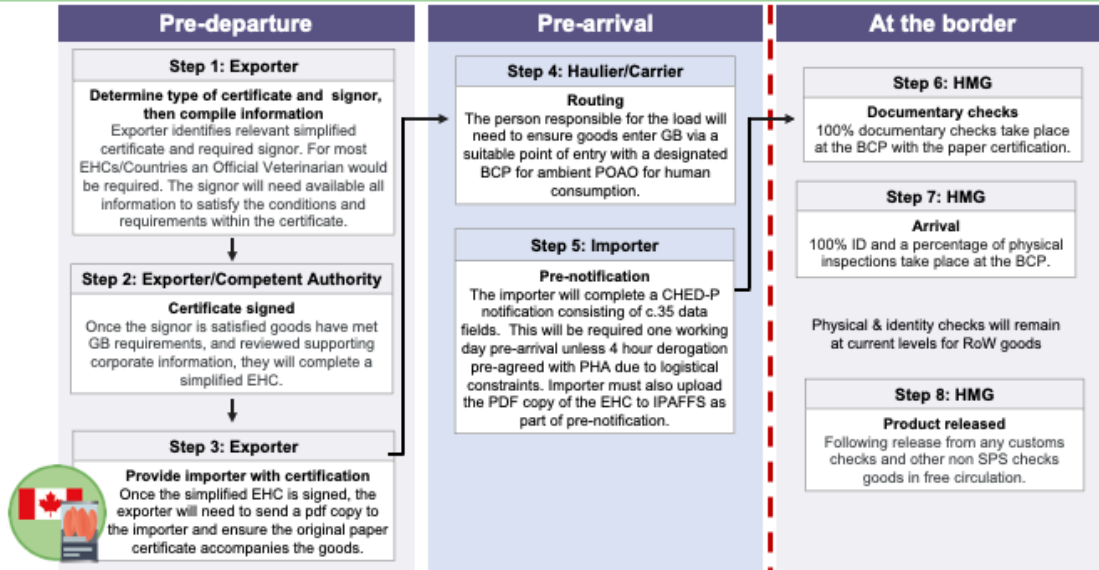 Pre-departure
Step 1: Exporter
Determine type of certificate and signor,
then compile information
Exporter identifies relevant simplified
certificate and required signor. For most
EHCs/Countries an Official Veterinarian would
be required. The signor will need available all
information to satisfy the conditions and
requirements within the certificate.
Step 2: Exporter/Competent Authority
Certificate signed
Once the signor is satisfied goods have met
GB requirements, and reviewed supporting
corporate information, they will complete a
simplified EHC.
Step 3: Exporter
Provide importer with certification
Once the simplified EHC is signed, the
exporter will need to send a pdf copy to
the importer and ensure the original paper
certificate accompanies the goods.
Pre-arrival
Step 4: Haulier/Carrier
Routing
The person responsible for the load will
need to ensure goods enter GB via a
suitable point of entry with a designated
BCP for ambient POAO for human
consumption.
Step 5: Importer
Pre-notification
The importer will complete a CHED-P
notification consisting of c.35 data
fields. This will be required one working
day pre-arrival unless 4 hour derogation
pre-agreed with PHA due to logistical
constraints. Importer must also upload
the PDF copy of the EHC to IPAFFS as
part of pre-notification.
At the border
Step 6: HMG
Documentary checks
100% documentary checks take place
at the BCP with the paper certification.
Step 7: HMG
Arrival
100% ID and a percentage of physical
inspections take place at the BCP.
Physical & identity checks will remain
at current levels for RoW goods
Step 8: HMG
Product released
Following release from any customs
checks and other non SPS checks
goods in free circulation.